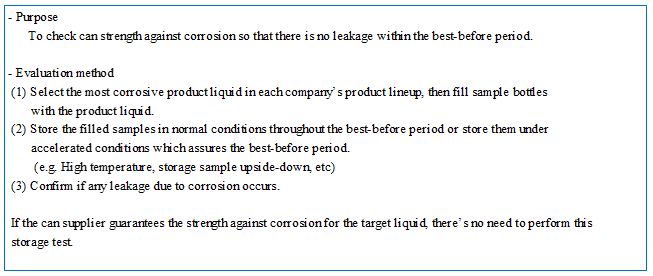 - Purpose
To check can strength against corrosion so that there is no leakage within the best-before period.
- Evaluation method
(1) Select the most corrosive product liquid in each company's product lineup, then fill sample bottles
with the product liquid.
(2) Store the filled samples in normal conditions throughout the best-before period or store them under
accelerated conditions which assures the best-before period.
(e.g. High temperature, storage sample upside-down, etc)
(3) Confirm if any leakage due to corrosion occurs.
If the can supplier guarantees the strength against corrosion for the target liquid, there's no need to perform this
storage test.